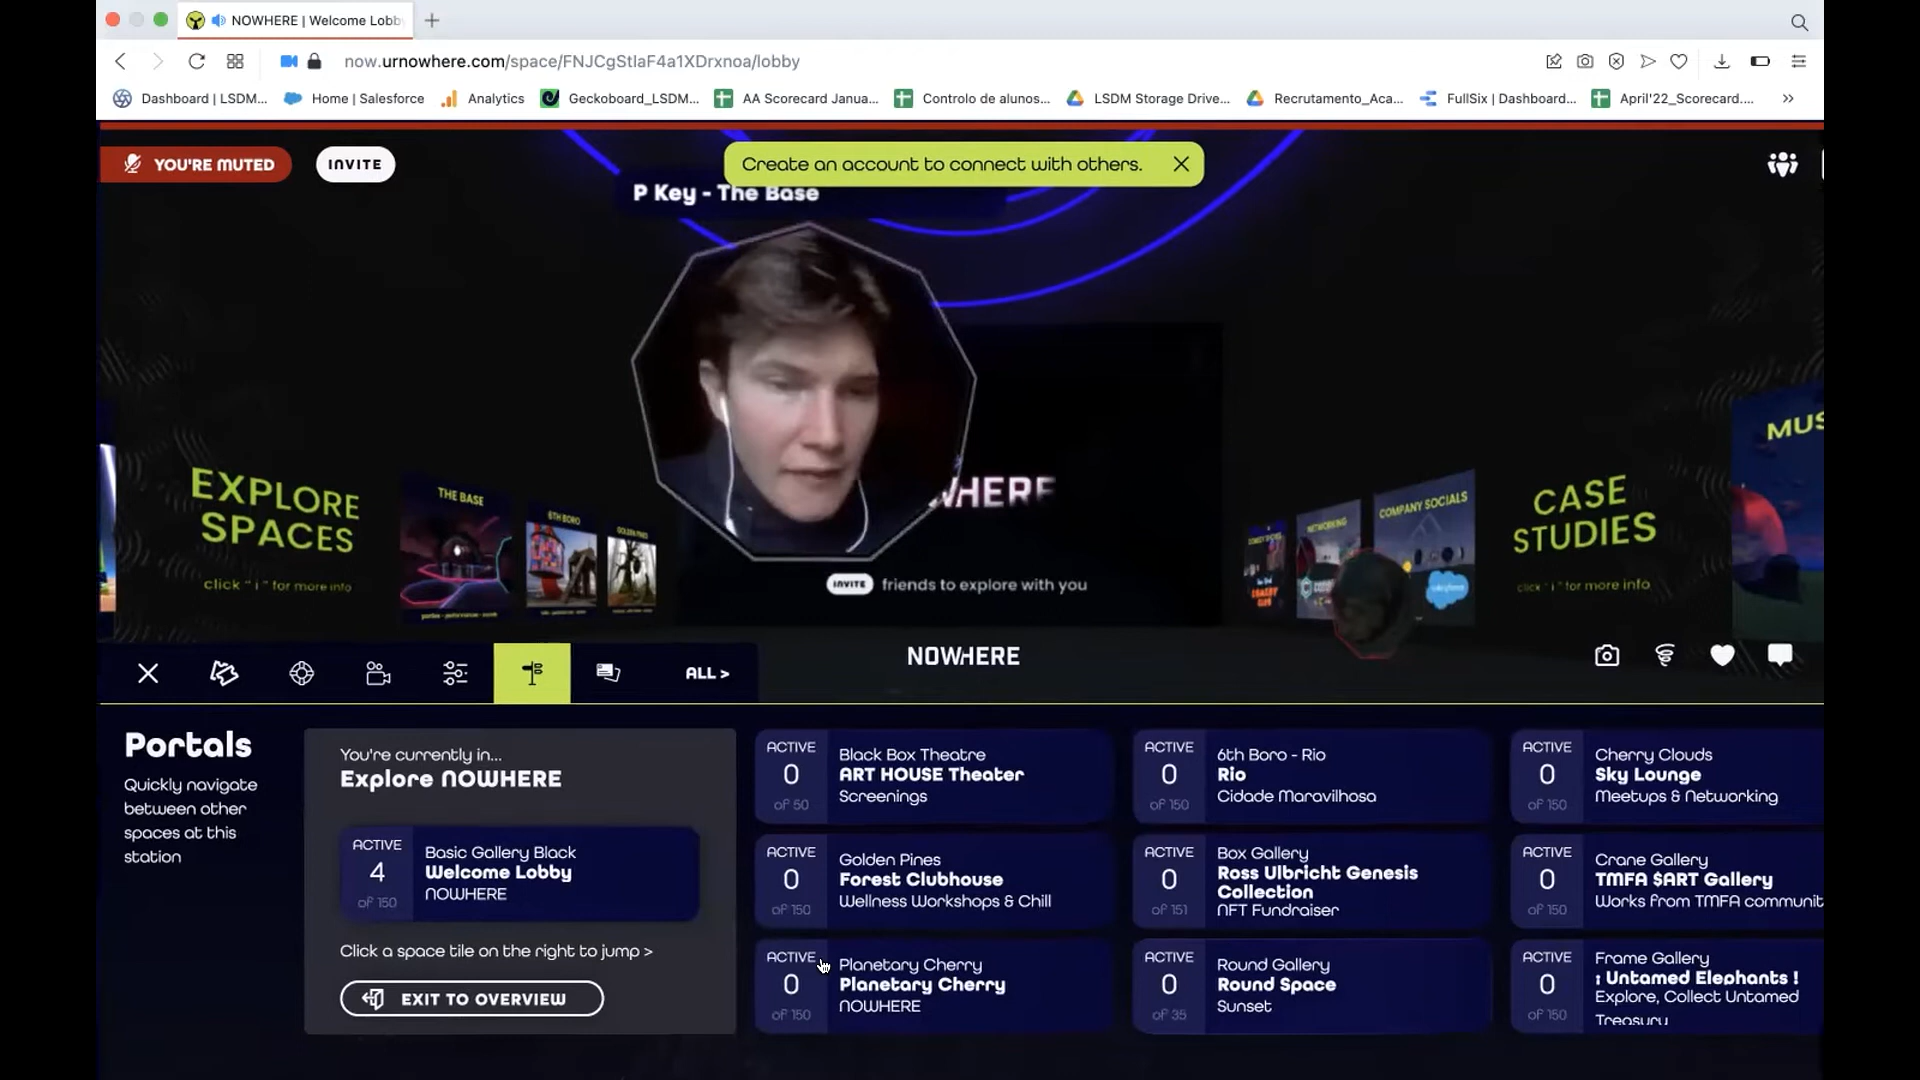 NOWHERE | Welcome Lobb
now.urnowhere.com/space/FNJCgStlaF4a1XDrxnoa/lobby
Dashboard | LSDM...
Home | Salesforce
Analytics
Geckoboard_LSDM...
AA Scorecard Janua...
Controlo de alunos...
LSDM Storage Drive...
Recrutamento_Aca...
FullSix | Dashboard...
April'22_Scorecard....
YOU'RE MUTED
INVITE
Create an account to connect with others.
P Key - The Base
EXPLORE
SPACES
click "i" for more info
THE BASE
6TH BORO
GOLDEN PINES
WHERE
INVITE friends to explore with you
NETWORKING
COMPANY SOCIALS
CASE
STUDIES
click "i" for more info
MUS
ALL >
NOWHERE
Portals
Quickly navigate
between other
spaces at this
station
You're currently in...
Explore NOWHERE
ACTIVE
4
of 150
Basic Gallery Black
Welcome Lobby
NOWHERE
Click a space tile on the right to jump >
EXIT TO OVERVIEW
ACTIVE
0
of 50
Black Box Theatre
ART HOUSE Theater
Screenings
ACTIVE
0
of 150
6th Boro - Rio
Rio
Cidade Maravilhosa
ACTIVE
0
of 150
Cherry Clouds
Sky Lounge
Meetups & Networking
ACTIVE
0
of 150
Golden Pines
Forest Clubhouse
Wellness Workshops & Chill
ACTIVE
0
of 151
Box Gallery
Ross Ulbricht Genesis
Collection
NFT Fundraiser
ACTIVE
0
of 150
Crane Gallery
TMFA $ART Gallery
Works from TMFA communit
ACTIVE
0
of 150
Planetary Cherry
Planetary Cherry
NOWHERE
ACTIVE
0
of 35
Round Gallery
Round Space
Sunset
ACTIVE
0
of 150
Frame Gallery
¡ Untamed Elephants !
Explore, Collect Untamed
Treasury